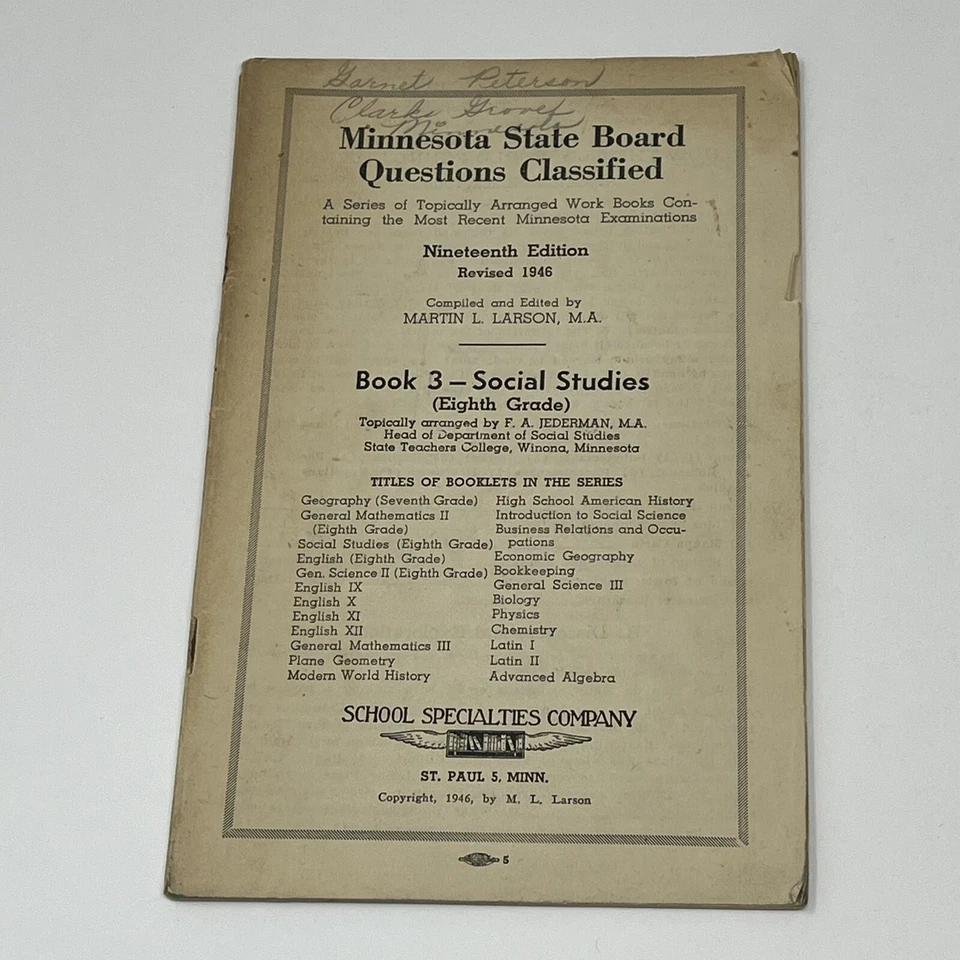 Garnet Peterson
Clarks Grove
Minnesota
Minnesota State Board
Questions Classified
A Series of Topically Arranged Work Books Con-
taining the Most Recent Minnesota Examinations
Nineteenth Edition
Revised 1946
Compiled and Edited by
MARTIN L. LARSON, M.A.
Book 3 – Social Studies
(Eighth Grade)
Topically arranged by F. A. JEDERMAN, M.A.
Head of Department of Social Studies
State Teachers College, Winona, Minnesota
TITLES OF BOOKLETS IN THE SERIES
Geography (Seventh Grade)
General Mathematics II
(Eighth Grade)
Social Studies (Eighth Grade)
English (Eighth Grade)
Gen. Science II (Eighth Grade)
English IX
English X
English XI
English XII
General Mathematics III
Plane Geometry
Modern World History
High School American History
Introduction to Social Science
Business Relations and Occu-
pations
Economic Geography
Bookkeeping
General Science III
Biology
Physics
Chemistry
Latin I
Latin II
Advanced Algebra
SCHOOL SPECIALTIES COMPANY
ST. PAUL 5, MINN.
Copyright, 1946, by M. L. Larson
5